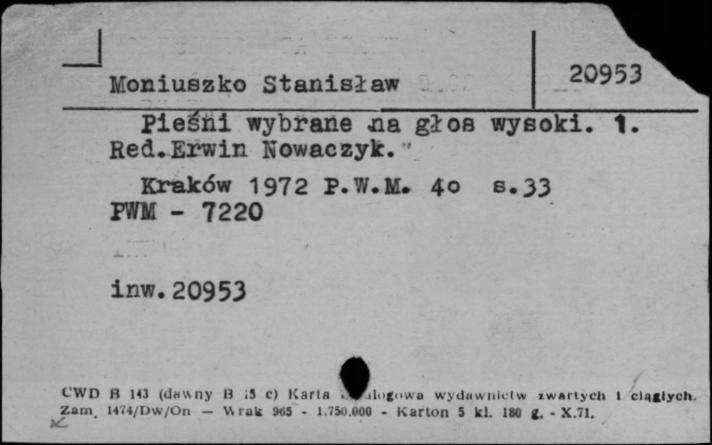 Moniuszko Stanisław 20953
Pieśni wybrane na głos wysoki. 1.
Red.Erwin Nowaczyk.
Kraków 1972 P.W.M. 4o s.33
PWM - 7220
inw.20953
CWD B 143 (dawny B 15 c) Karta wydawnictw zwartych i ciągłych.
Zam. 1474/Dw/On — Wrak 965 - 1.750.000 - Karton 5 kl. 180 g. - X.71.